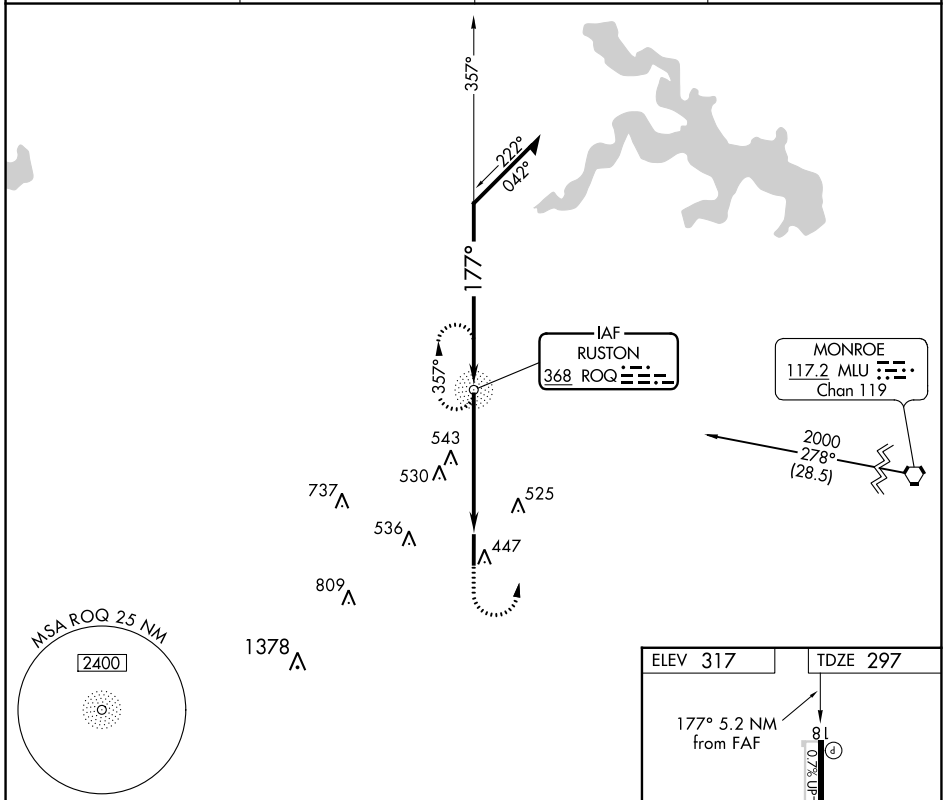 357°
222°
042°
177°
IAF
RUSTON
368 ROQ
MONROE
117.2 MLU
Chan 119
357°
2000
278°
(28.5)
543
530
737
525
536
447
809
1378
MSA ROQ 25 NM
2400
ELEV 317
TDZE 297
177° 5.2 NM
from FAF
18
P
0.7% UP